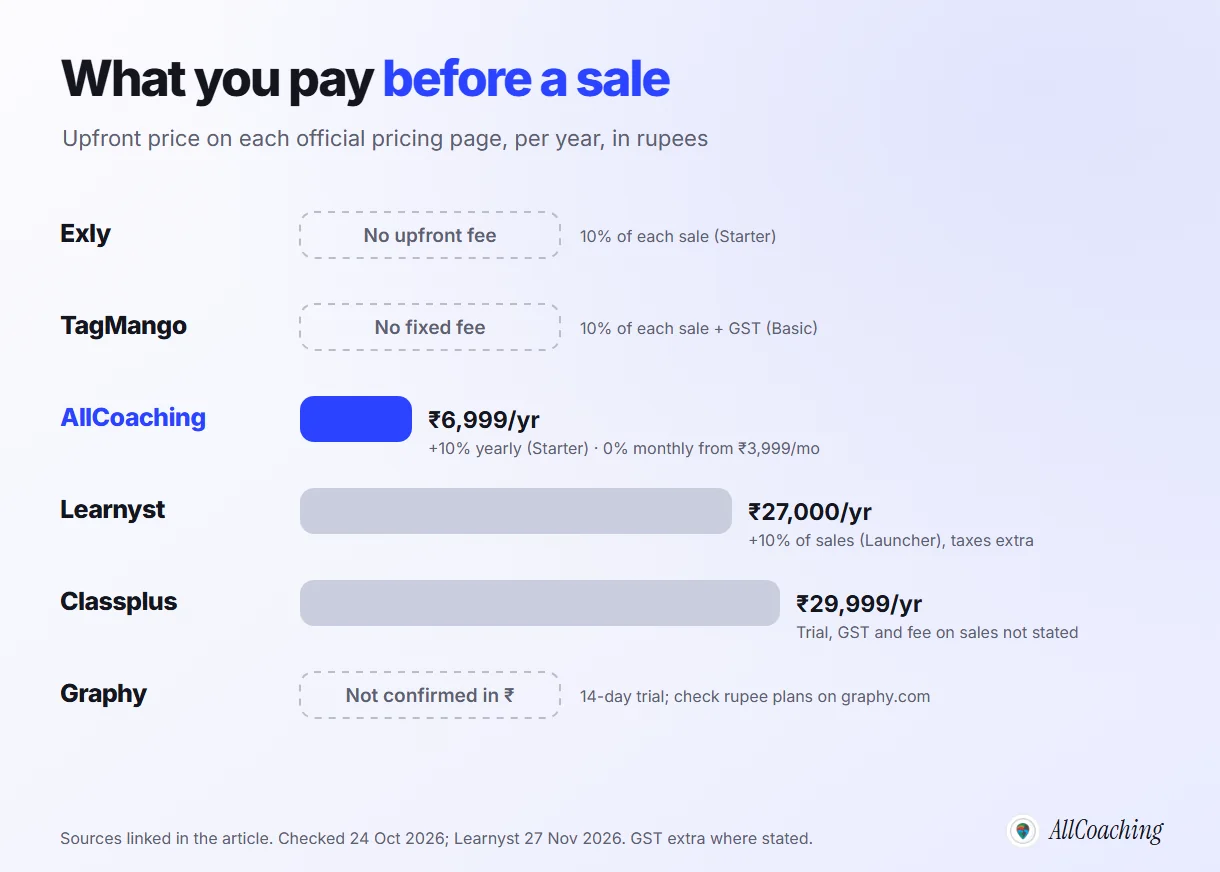 What you pay before a sale
Upfront price on each official pricing page, per year, in rupees
Exly
No upfront fee
10% of each sale (Starter)
TagMango
No fixed fee
10% of each sale + GST (Basic)
AllCoaching
₹6,999/yr
+10% yearly (Starter) · 0% monthly from ₹3,999/mo
Learnyst
₹27,000/yr
+10% of sales (Launcher), taxes extra
Classplus
₹29,999/yr
Trial, GST and fee on sales not stated
Graphy
Not confirmed in ₹
14-day trial; check rupee plans on graphy.com
Sources linked in the article. Checked 24 Oct 2026; Learnyst 27 Nov 2026. GST extra where stated.
AllCoaching